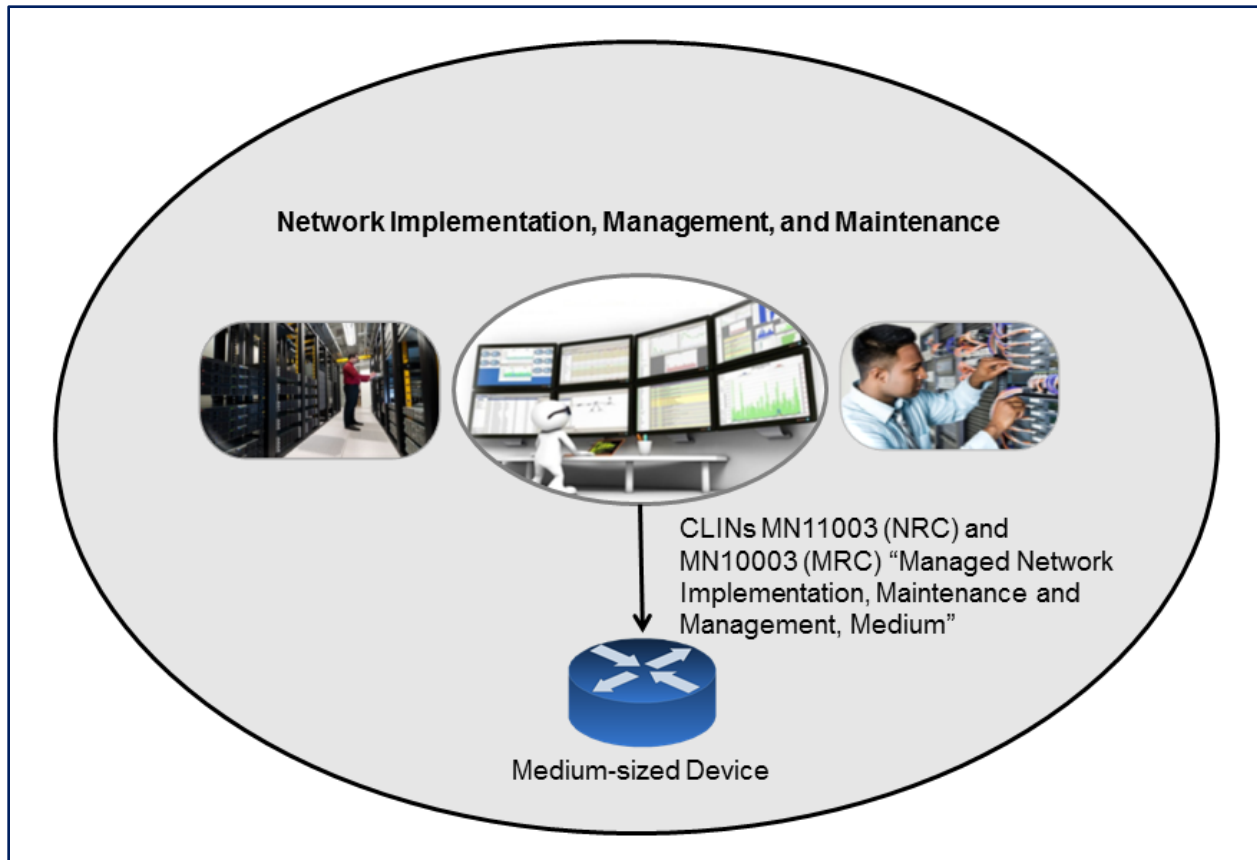 Network Implementation, Management, and Maintenance
CLINs MN11003 (NRC) and
MN10003 (MRC) “Managed Network
Implementation, Maintenance and
Management, Medium”
Medium-sized Device